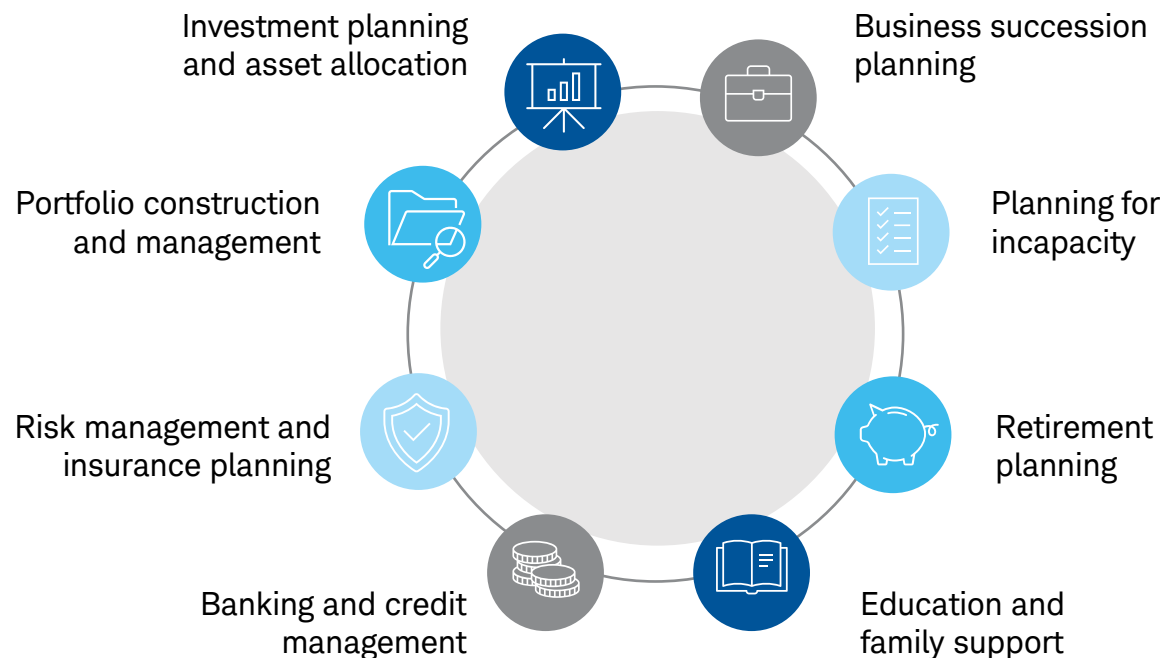 Investment planning
and asset allocation
Business succession
planning
Portfolio construction
and management
Planning for
incapacity
Risk management and
insurance planning
Retirement
planning
Banking and credit
management
Education and
family support